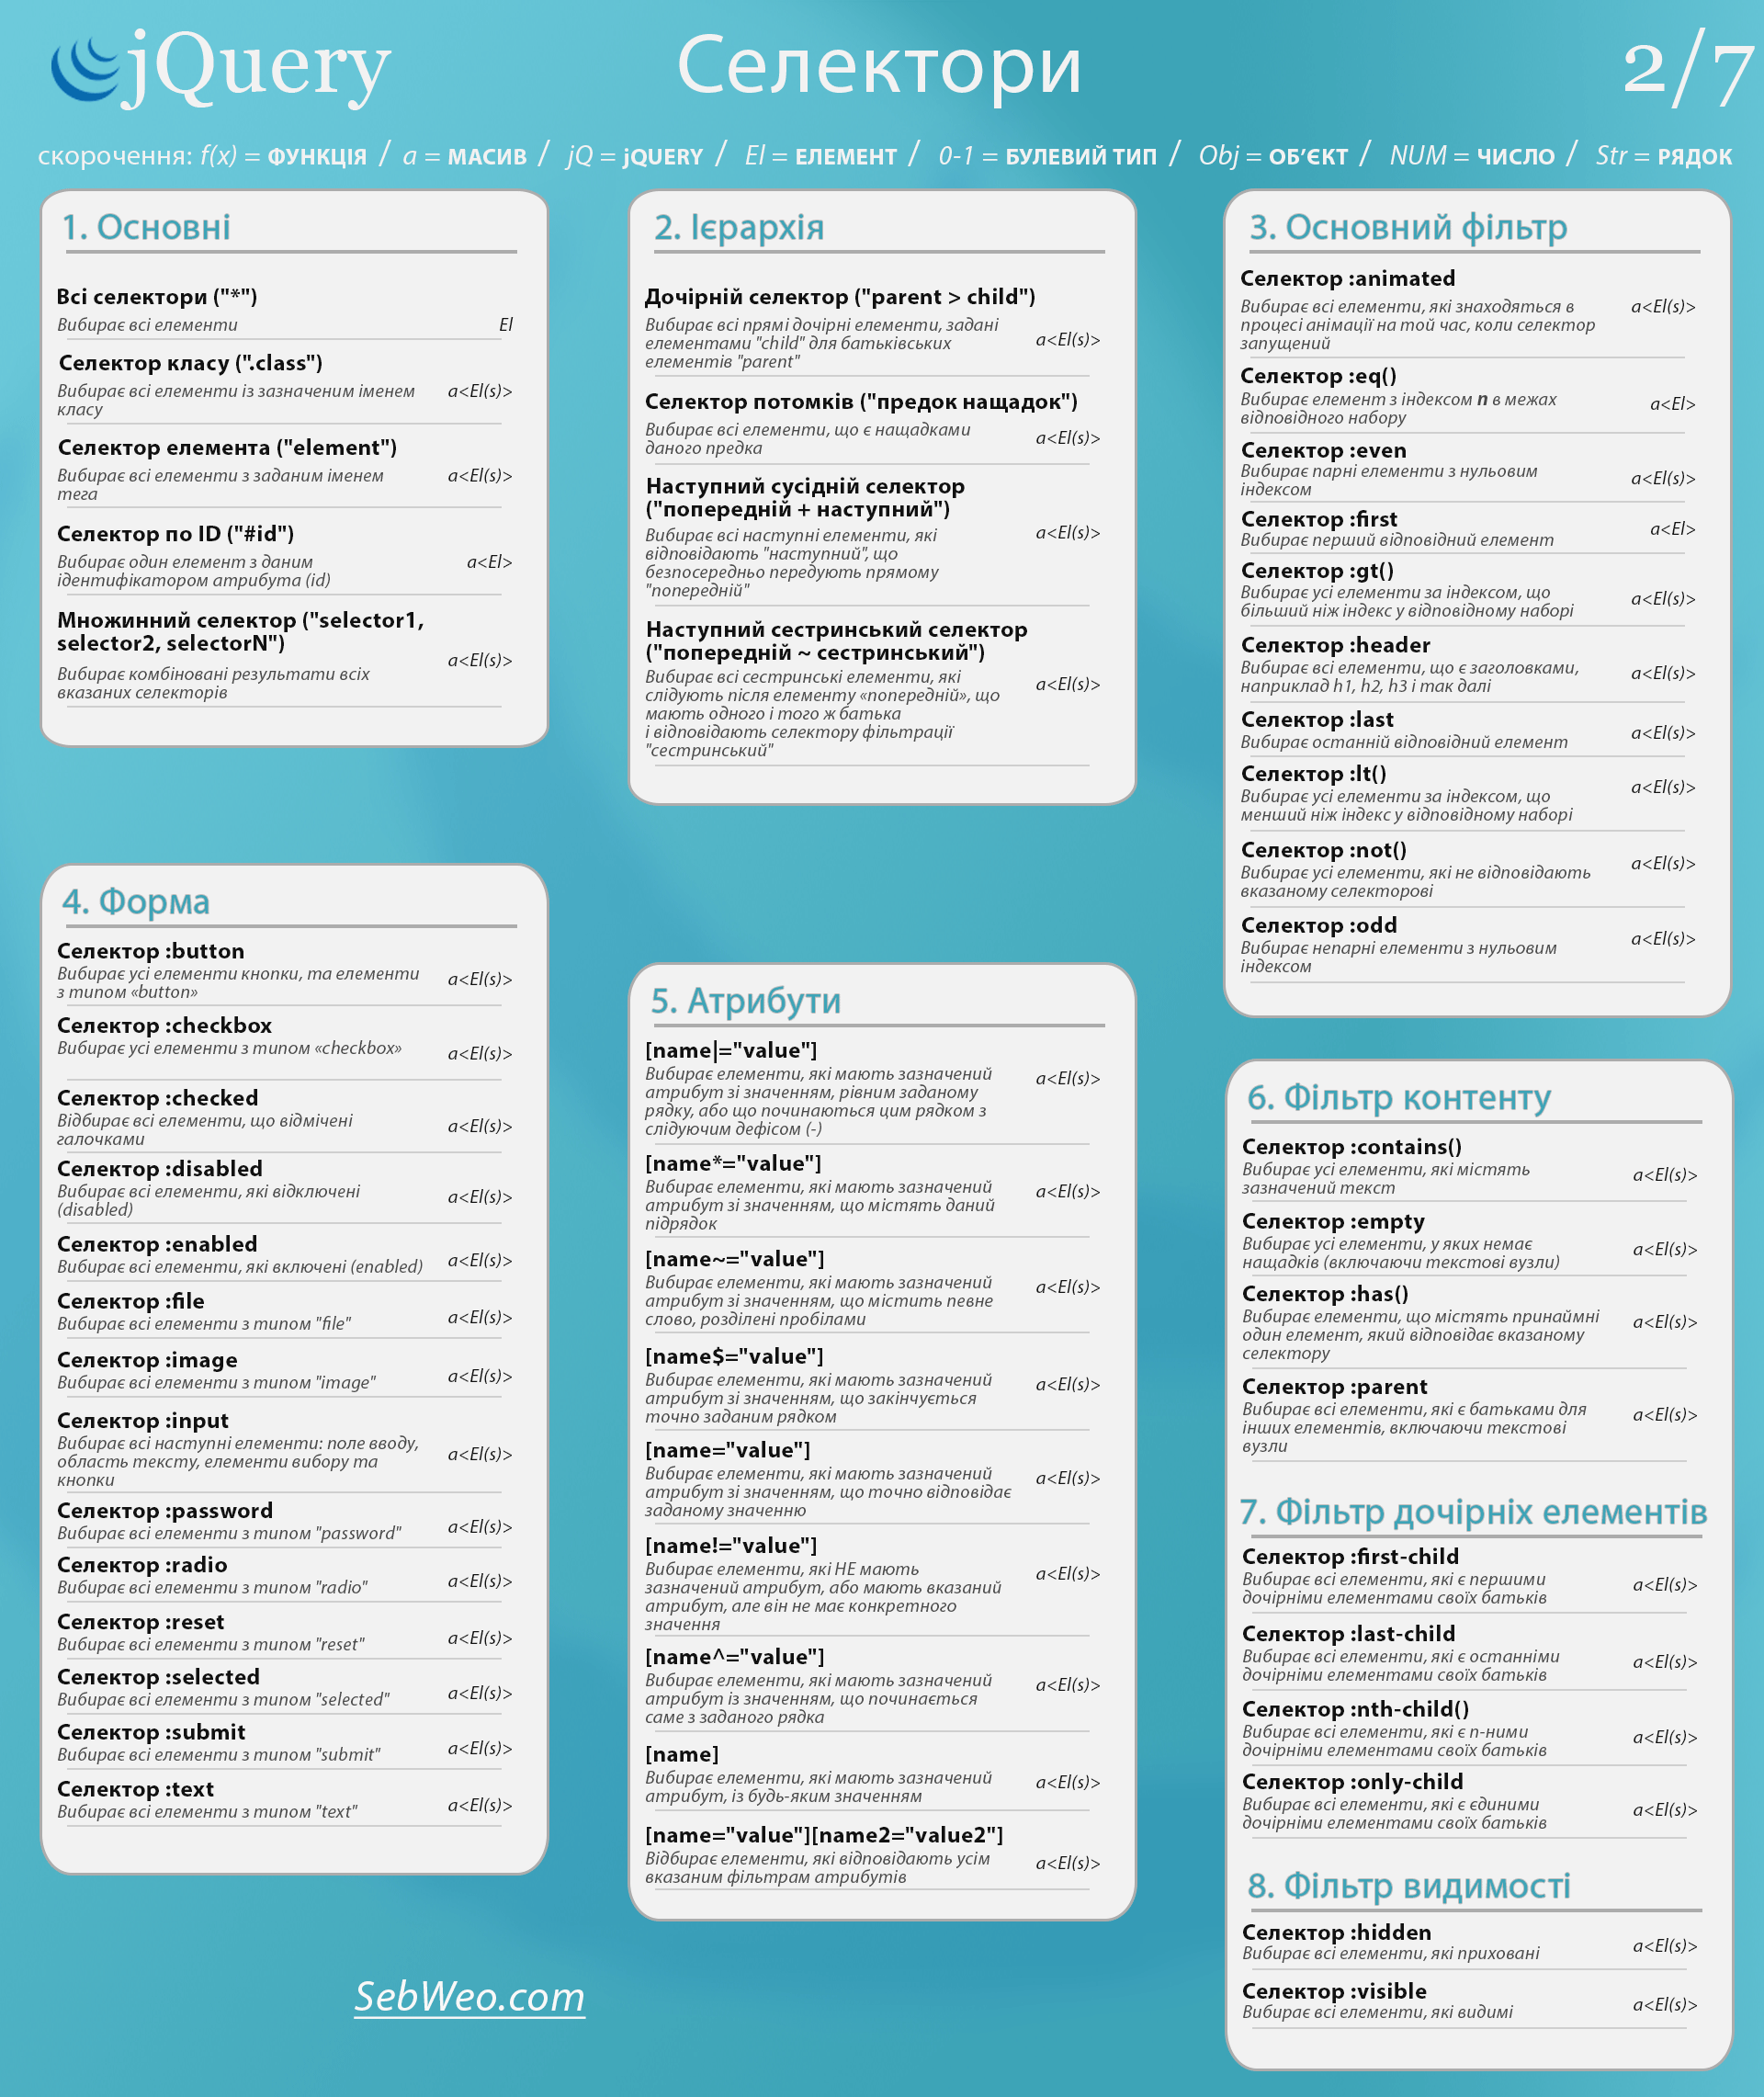 jQuery
Селектори
2/7
скорочення: f(x) = ФУНКЦІЯ / a = МАСИВ / jQ = jQUERY / El = ЕЛЕМЕНТ / 0-1 = БУЛЕВИЙ ТИП / Obj = ОБ’ЄКТ / NUM = ЧИСЛО / Str = РЯДОК
1. Основні
Всі селектори ("*")
Вибирає всі елементи El
Селектор класу (".class")
Вибирає всі елементи із зазначеним іменем a<El(s)>
класу
Селектор елемента ("element")
Вибирає всі елементи з заданим іменем a<El(s)>
тега
Селектор по ID ("#id")
Вибирає один елемент з даним a<El>
ідентифікатором атрибута (id)
Множинний селектор ("selector1,
selector2, selectorN")
a<El(s)>
Вибирає комбіновані результати всіх
вказаних селекторів
2. Ієрархія
Дочірній селектор ("parent > child")
Вибирає всі прямі дочірні елементи, задані
елементами "child" для батьківських a<El(s)>
елементів "parent"
Селектор потомків ("предок нащадок")
Вибирає всі елементи, що є нащадками a<El(s)>
даного предка
Наступний сусідній селектор
("попередній + наступний")
Вибирає всі наступні елементи, які a<El(s)>
відповідають "наступний", що
безпосередньо передують прямому
"попередній"
Наступний сестринський селектор
("попередній ~ сестринський")
Вибирає всі сестринські елементи, які a<El(s)>
слідують після елементу «попередній», що
мають одного і того ж батька
і відповідають селектору фільтрації
"сестринський"
3. Основний фільтр
Селектор :animated
Вибирає всі елементи, які знаходяться в a<El(s)>
процесі анімації на той час, коли селектор
запущений
Селектор :eq()
Вибирає елемент з індексом n в межах a<El>
відповідного набору
Селектор :even
Вибирає парні елементи з нульовим a<El(s)>
індексом
Селектор :first
Вибирає перший відповідний елемент a<El>
Селектор :gt()
Вибирає усі елементи за індексом, що a<El(s)>
більший ніж індекс у відповідному наборі
Селектор :header
Вибирає всі елементи, що є заголовками, a<El(s)>
наприклад h1, h2, h3 і так далі
Селектор :last
Вибирає останній відповідний елемент a<El(s)>
Селектор :lt()
Вибирає усі елементи за індексом, що a<El(s)>
менший ніж індекс у відповідному наборі
Селектор :not()
Вибирає усі елементи, які не відповідають a<El(s)>
вказаному селекторові
Селектор :odd
Вибирає непарні елементи з нульовим a<El(s)>
індексом
4. Форма
Селектор :button
Вибирає усі елементи кнопки, та елементи a<El(s)>
з типом «button»
Селектор :checkbox
Вибирає усі елементи з типом «checkbox» a<El(s)>
Селектор :checked
Відбирає всі елементи, що відмічені a<El(s)>
галочками
Селектор :disabled
Вибирає всі елементи, які відключені a<El(s)>
(disabled)
Селектор :enabled
Вибирає всі елементи, які включені (enabled) a<El(s)>
Селектор :file
Вибирає всі елементи з типом "file" a<El(s)>
Селектор :image
Вибирає всі елементи з типом "image" a<El(s)>
Селектор :input
Вибирає всі наступні елементи: поле вводу,
область тексту, елементи вибору та a<El(s)>
кнопки
Селектор :password
Вибирає всі елементи з типом "password" a<El(s)>
Селектор :radio
Вибирає всі елементи з типом "radio" a<El(s)>
Селектор :reset
Вибирає всі елементи з типом "reset" a<El(s)>
Селектор :selected
Вибирає всі елементи з типом "selected" a<El(s)>
Селектор :submit
Вибирає всі елементи з типом "submit" a<El(s)>
Селектор :text
Вибирає всі елементи з типом "text" a<El(s)>
5. Атрибути
[name|="value"]
Вибирає елементи, які мають зазначений a<El(s)>
атрибут зі значенням, рівним заданому
рядку, або що починаються цим рядком з
слідуючим дефісом (-)
[name*="value"]
Вибирає елементи, які мають зазначений a<El(s)>
атрибут зі значенням, що містять даний
підрядок
[name~="value"]
Вибирає елементи, які мають зазначений a<El(s)>
атрибут зі значенням, що містить певне
слово, розділені пробілами
[name$="value"]
Вибирає елементи, які мають зазначений a<El(s)>
атрибут зі значенням, що закінчується
точно заданим рядком
[name="value"]
Вибирає елементи, які мають зазначений a<El(s)>
атрибут зі значенням, що точно відповідає
заданому значенню
[name!="value"]
Вибирає елементи, які НЕ мають a<El(s)>
зазначений атрибут, або мають вказаний
атрибут, але він не має конкретного
значення
[name^="value"]
Вибирає елементи, які мають зазначений a<El(s)>
атрибут із значенням, що починається
саме з заданого рядка
[name]
Вибирає елементи, які мають зазначений a<El(s)>
атрибут, із будь-яким значенням
[name="value"][name2="value2"]
Відбирає елементи, які відповідають усім a<El(s)>
вказаним фільтрам атрибутів
6. Фільтр контенту
Селектор :contains()
Вибирає усі елементи, які містять a<El(s)>
зазначений текст
Селектор :empty
Вибирає усі елементи, у яких немає a<El(s)>
нащадків (включаючи текстові вузли)
Селектор :has()
Вибирає елементи, що містять принаймні a<El(s)>
один елемент, який відповідає вказаному
селектору
Селектор :parent
Вибирає всі елементи, які є батьками для a<El(s)>
інших елементів, включаючи текстові
вузли
7. Фільтр дочірніх елементів
Селектор :first-child
Вибирає всі елементи, які є першими a<El(s)>
дочірніми елементами своїх батьків
Селектор :last-child
Вибирає всі елементи, які є останніми a<El(s)>
дочірніми елементами своїх батьків
Селектор :nth-child()
Вибирає всі елементи, які є n-ними a<El(s)>
дочірніми елементами своїх батьків
Селектор :only-child
Вибирає всі елементи, які є єдиними a<El(s)>
дочірніми елементами своїх батьків
8. Фільтр видимості
Селектор :hidden
Вибирає всі елементи, які приховані a<El(s)>
Селектор :visible
Вибирає всі елементи, які видимі a<El(s)>
SebWeo.com